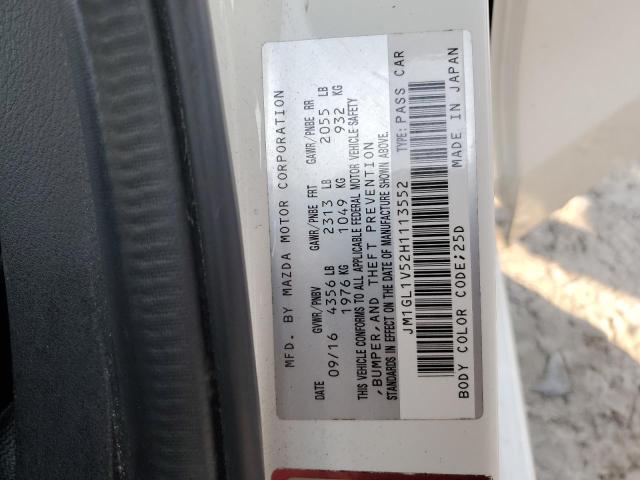 MFD. BY MAZDA MOTOR CORPORATION
DATE GVWR/PNBV GAWR/PNBE FRT GAWR/PNBE RR
09/16 4356 LB 2313 LB 2055 LB
1976 KG 1049 KG 932 KG
THIS VEHICLE CONFORMS TO ALL APPLICABLE FEDERAL MOTOR VEHICLE SAFETY
,BUMPER,AND THEFT PREVENTION
STANDARDS IN EFFECT ON THE DATE OF MANUFACTURE SHOWN ABOVE.
JM1GL1V52H1113552 TYPE: PASS CAR
BODY COLOR CODE;25D MADE IN JAPAN